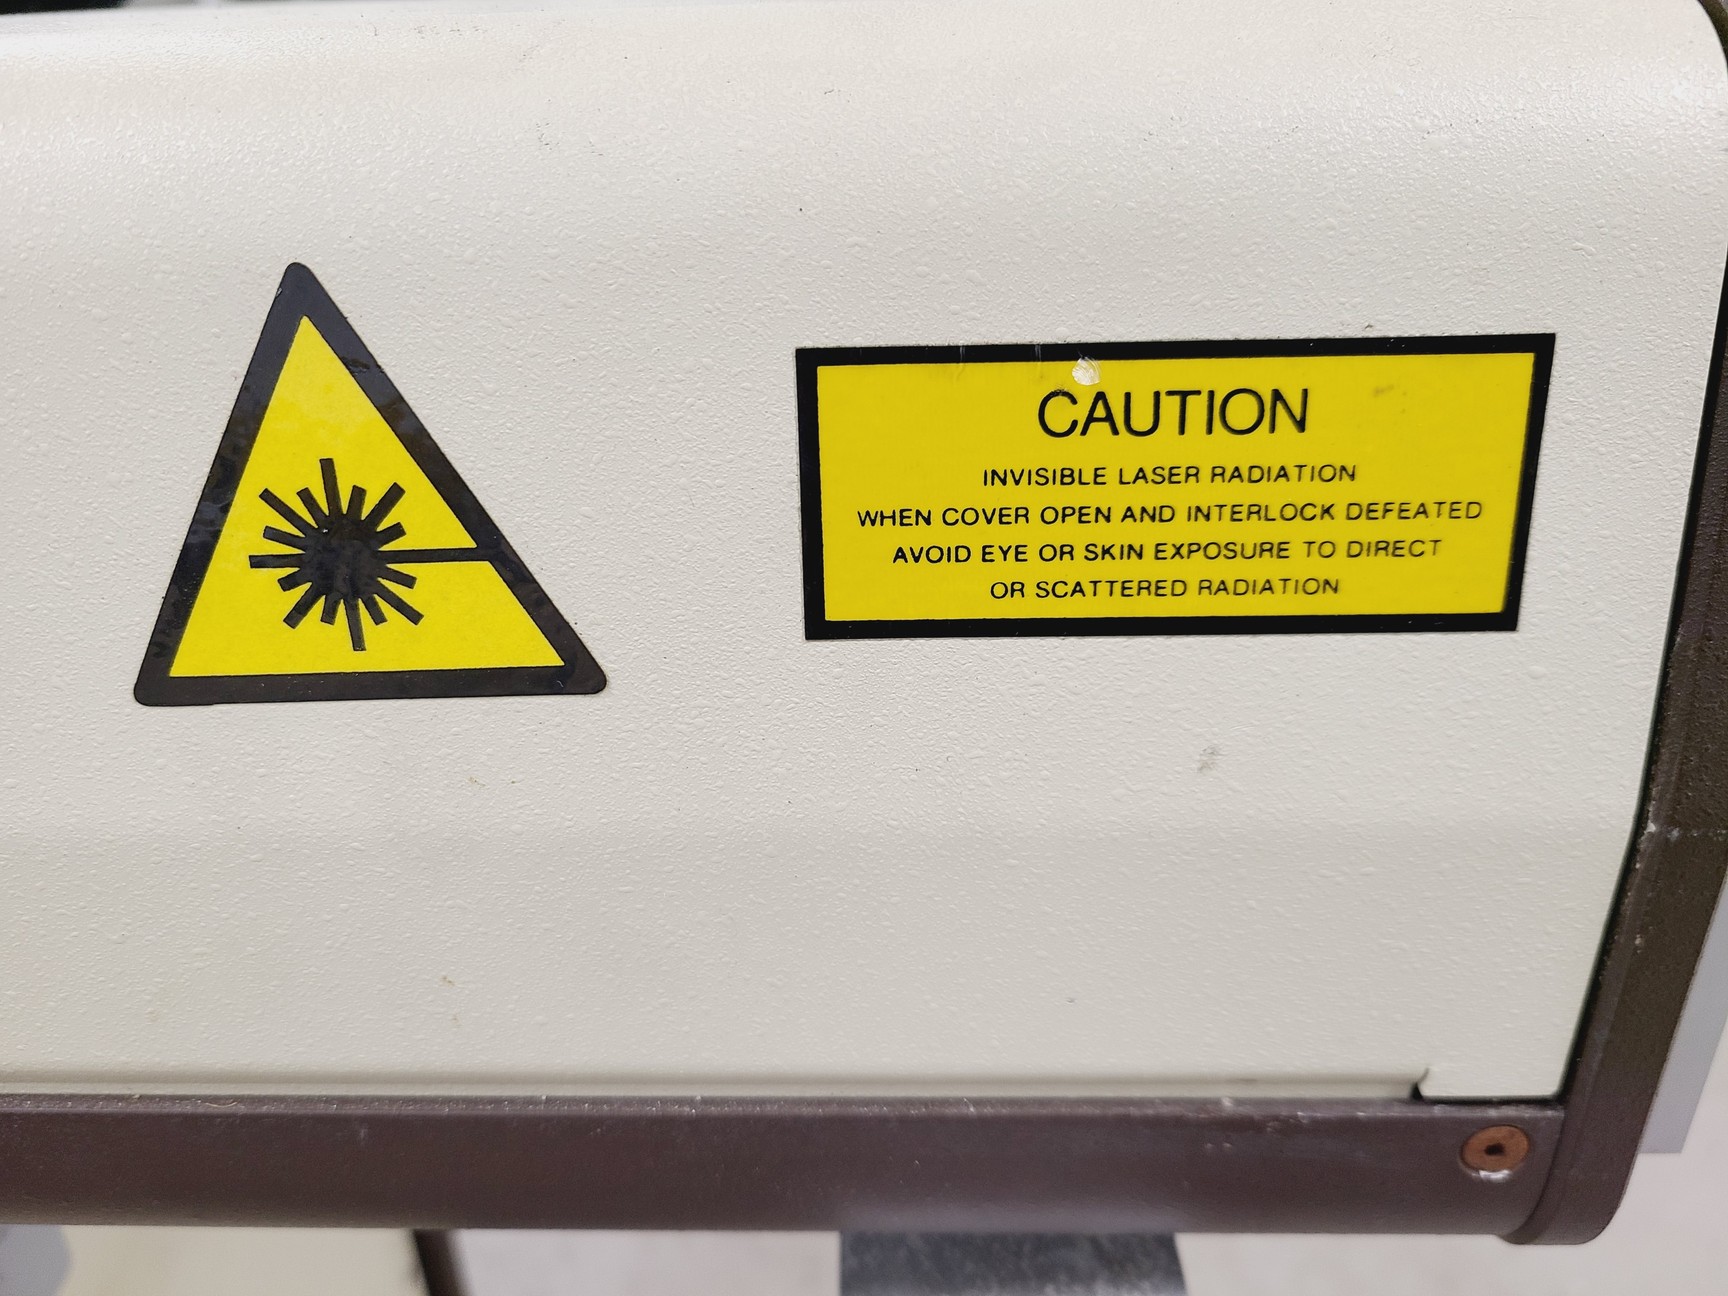 CAUTION
INVISIBLE LASER RADIATION
WHEN COVER OPEN AND INTERLOCK DEFEATED
AVOID EYE OR SKIN EXPOSURE TO DIRECT
OR SCATTERED RADIATION